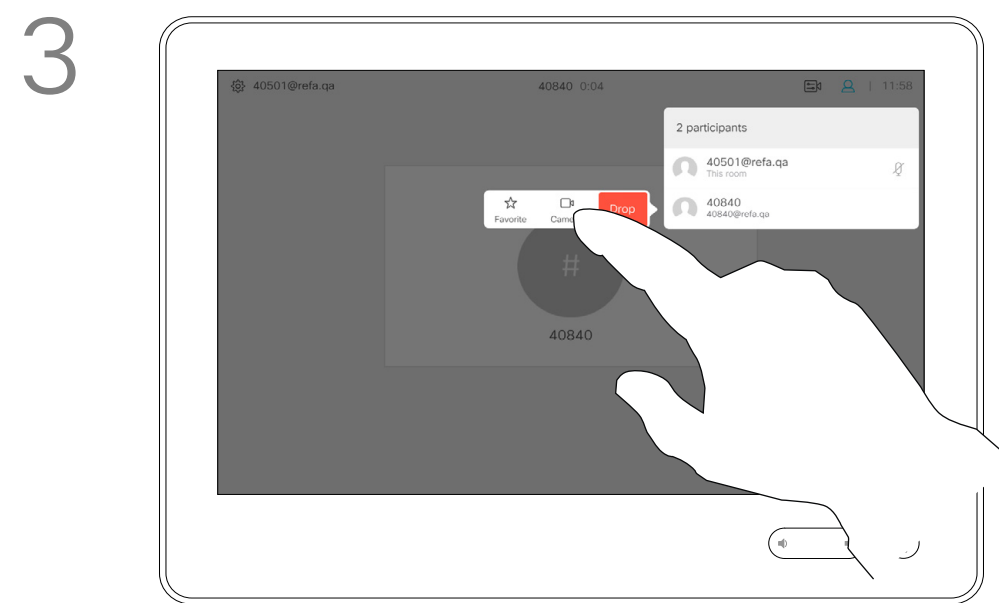 3
40501@refa.qa
40840 0:04
| 11:58
2 participants
40501@refa.qa
This room
40840
40840@refa.qa
Favorite
Drop
#
40840